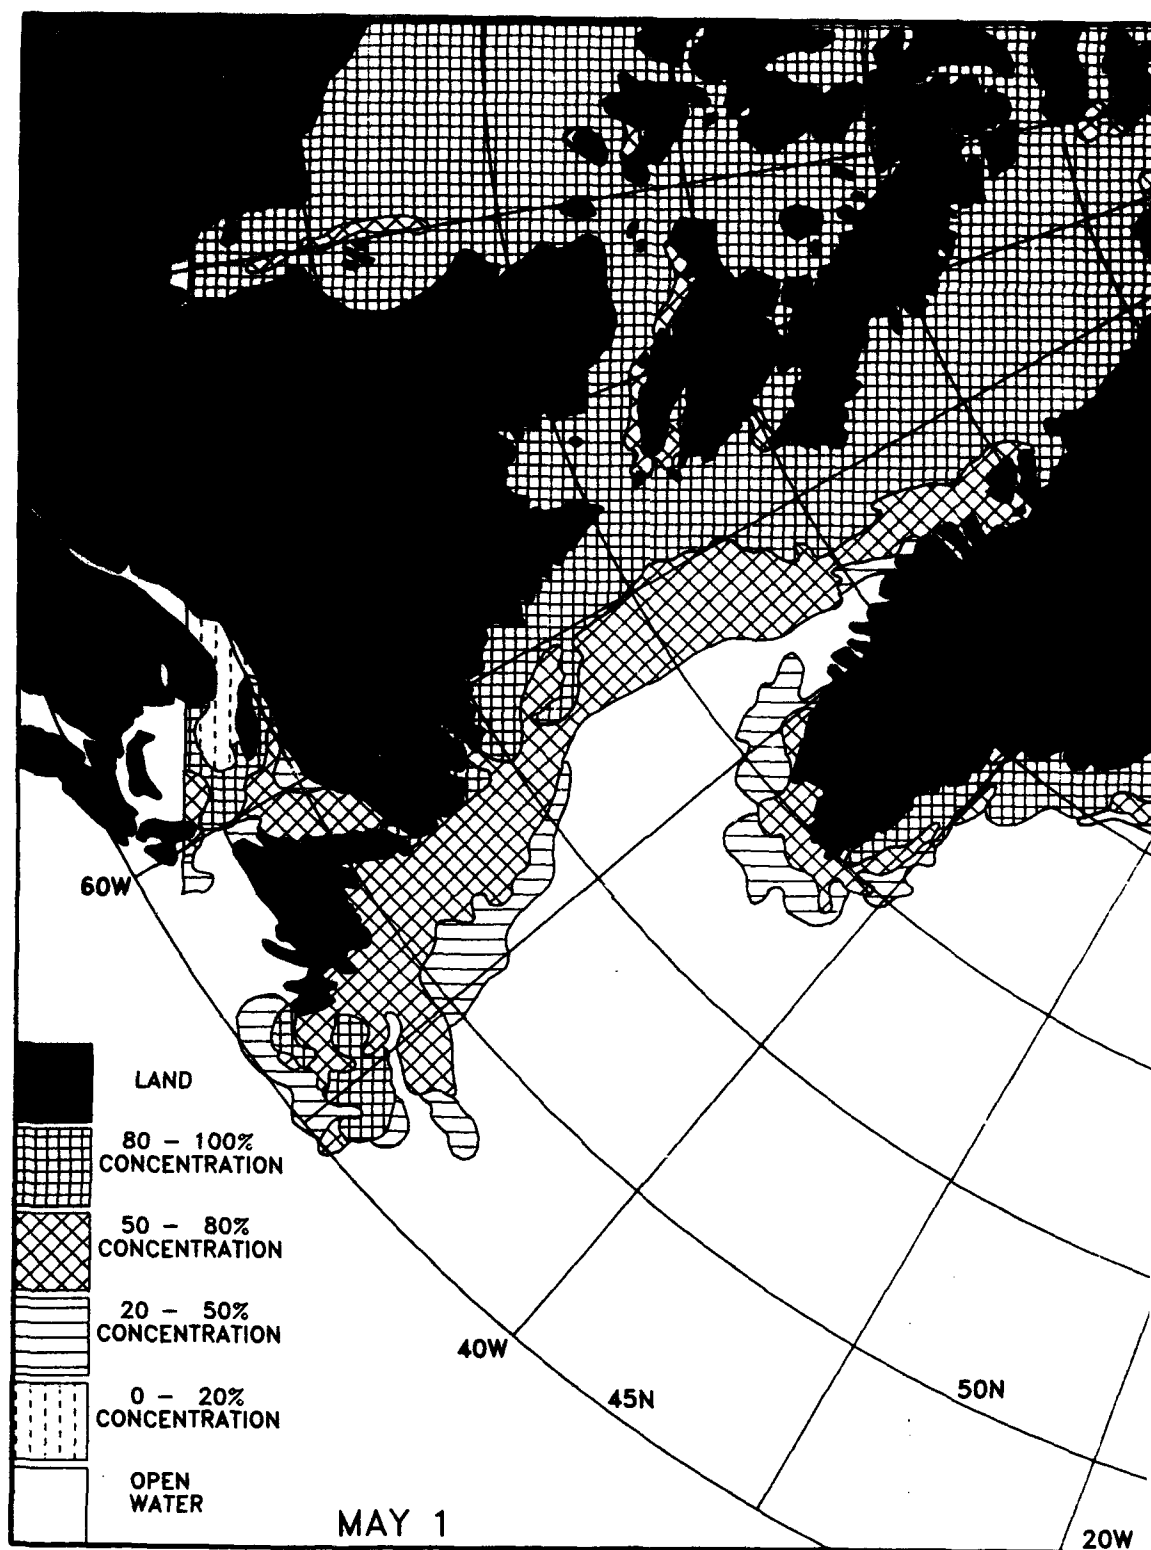 60W
LAND
80 - 100%
CONCENTRATION
50 - 80%
CONCENTRATION
20 - 50%
CONCENTRATION
40W
0 - 20%
CONCENTRATION
45N
50N
OPEN
WATER
MAY 1
20W